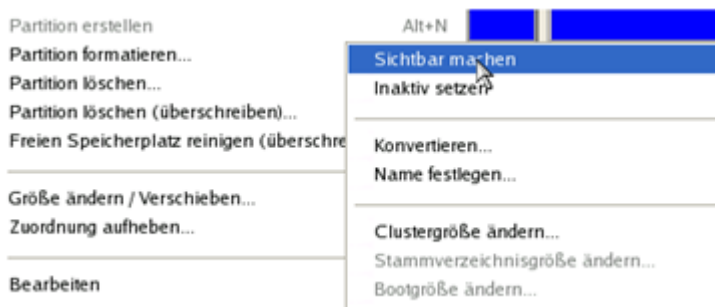 Partition erstellen Alt+N
Partition formatieren...
Partition löschen...
Partition löschen (überschreiben)...
Freien Speicherplatz reinigen (überschre
Größe ändern / Verschieben...
Zuordnung aufheben...
Bearbeiten
Sichtbar machen
Inaktiv setzen
Konvertieren...
Name festlegen...
Clustergröße ändern...
Stammverzeichnisgröße ändern...
Bootgröße ändern...